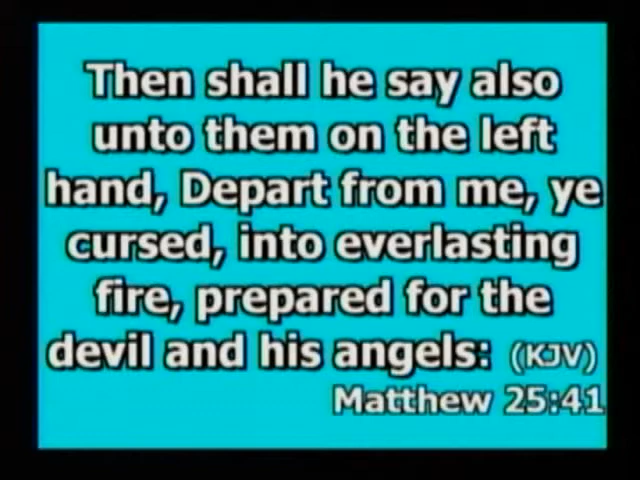 Then shall he say also
unto them on the left
hand, Depart from me, ye
cursed, into everlasting
fire, prepared for the
devil and his angels: (KJV)
Matthew 25:41